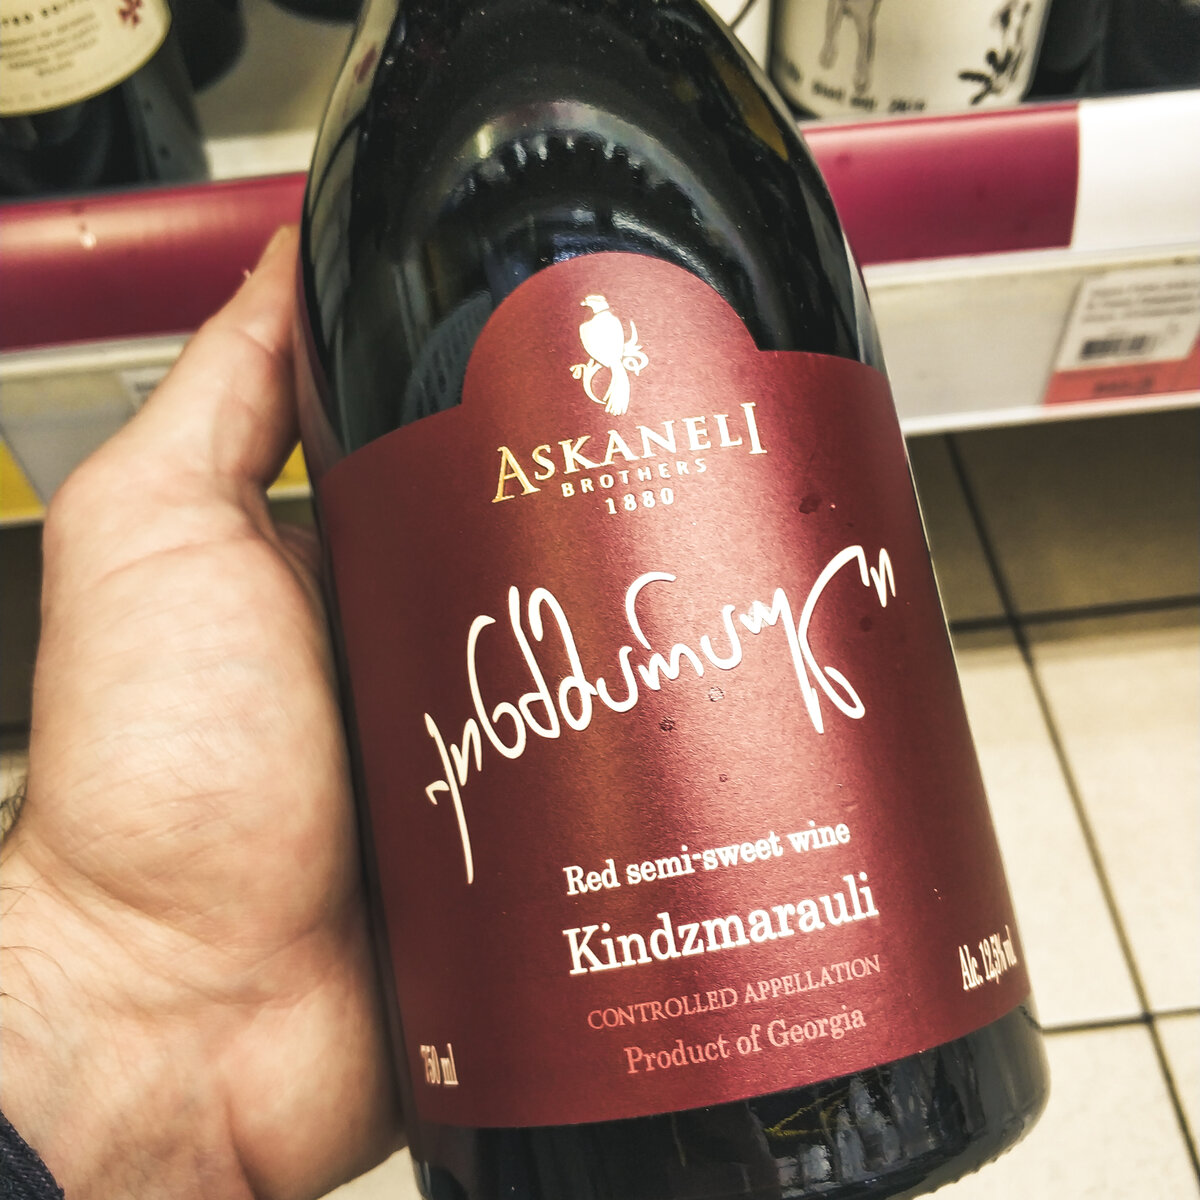 ASKANELI
BROTHERS
1880
ქინძმარაული
Red semi-sweet wine
Kindzmarauli
CONTROLLED APPELLATION
Product of Georgia
750 ml
Alc. 12,5% vol